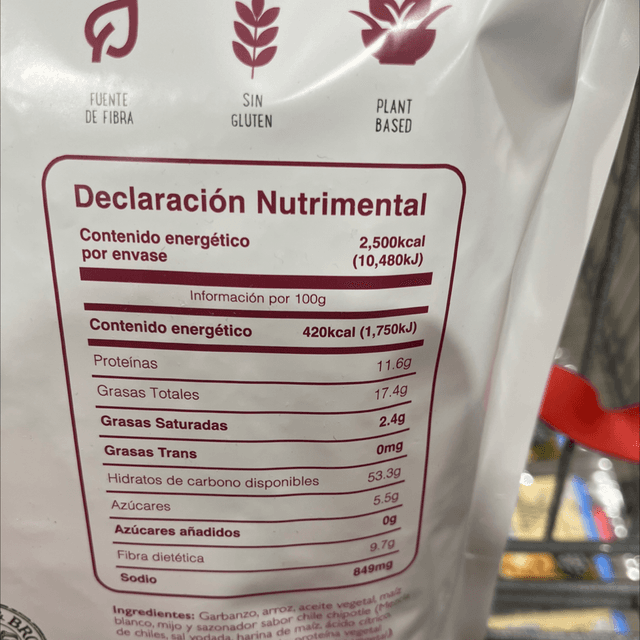 FUENTE
DE FIBRA
SIN
GLUTEN
PLANT
BASED
Declaración Nutrimental
Contenido energético
por envase
2,500kcal
(10,480kJ)
Información por 100g
Contenido energético 420kcal (1,750kJ)
Proteínas 11.6g
Grasas Totales 17.4g
Grasas Saturadas 2.4g
Grasas Trans 0mg
Hidratos de carbono disponibles 53.3g
Azúcares 5.5g
Azúcares añadidos 0g
Fibra dietética 9.7g
Sodio 849mg
Ingredientes: Garbanzo, arroz, aceite vegetal, maíz
blanco, mijo y sazonador sabor chile chipotle
de chiles, sal yodada, harina de maíz, ácido cítrico
proteína vegetal